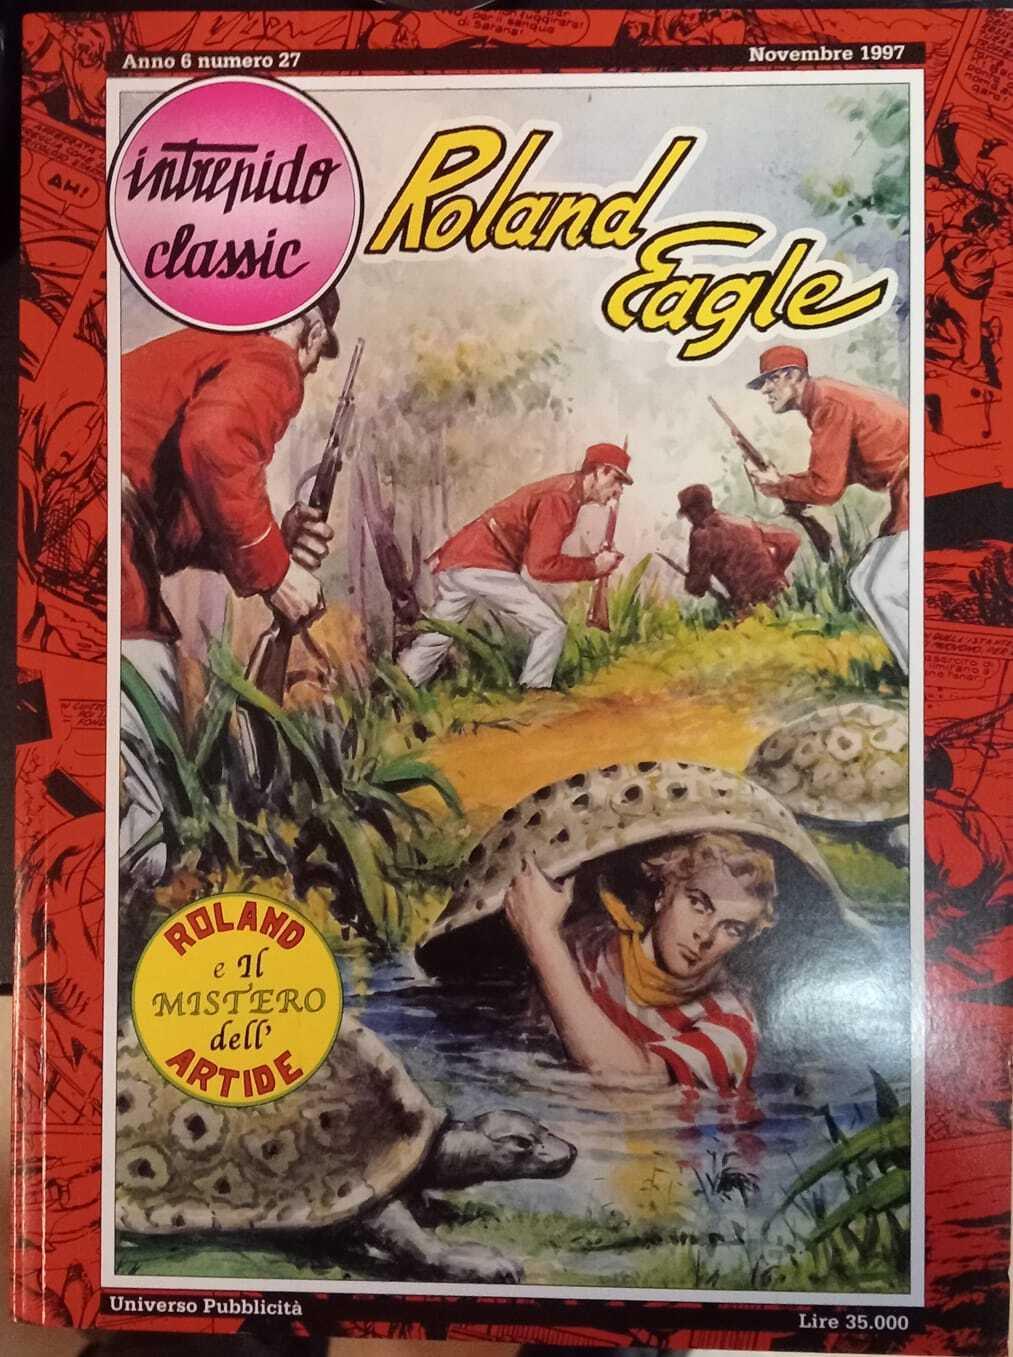 Anno 6 numero 27
Novembre 1997
intrepido
classic
Roland
Eagle
AH!
ROLAND
e Il
MISTERO
dell'
ARTIDE
Universo Pubblicità
Lire 35.000